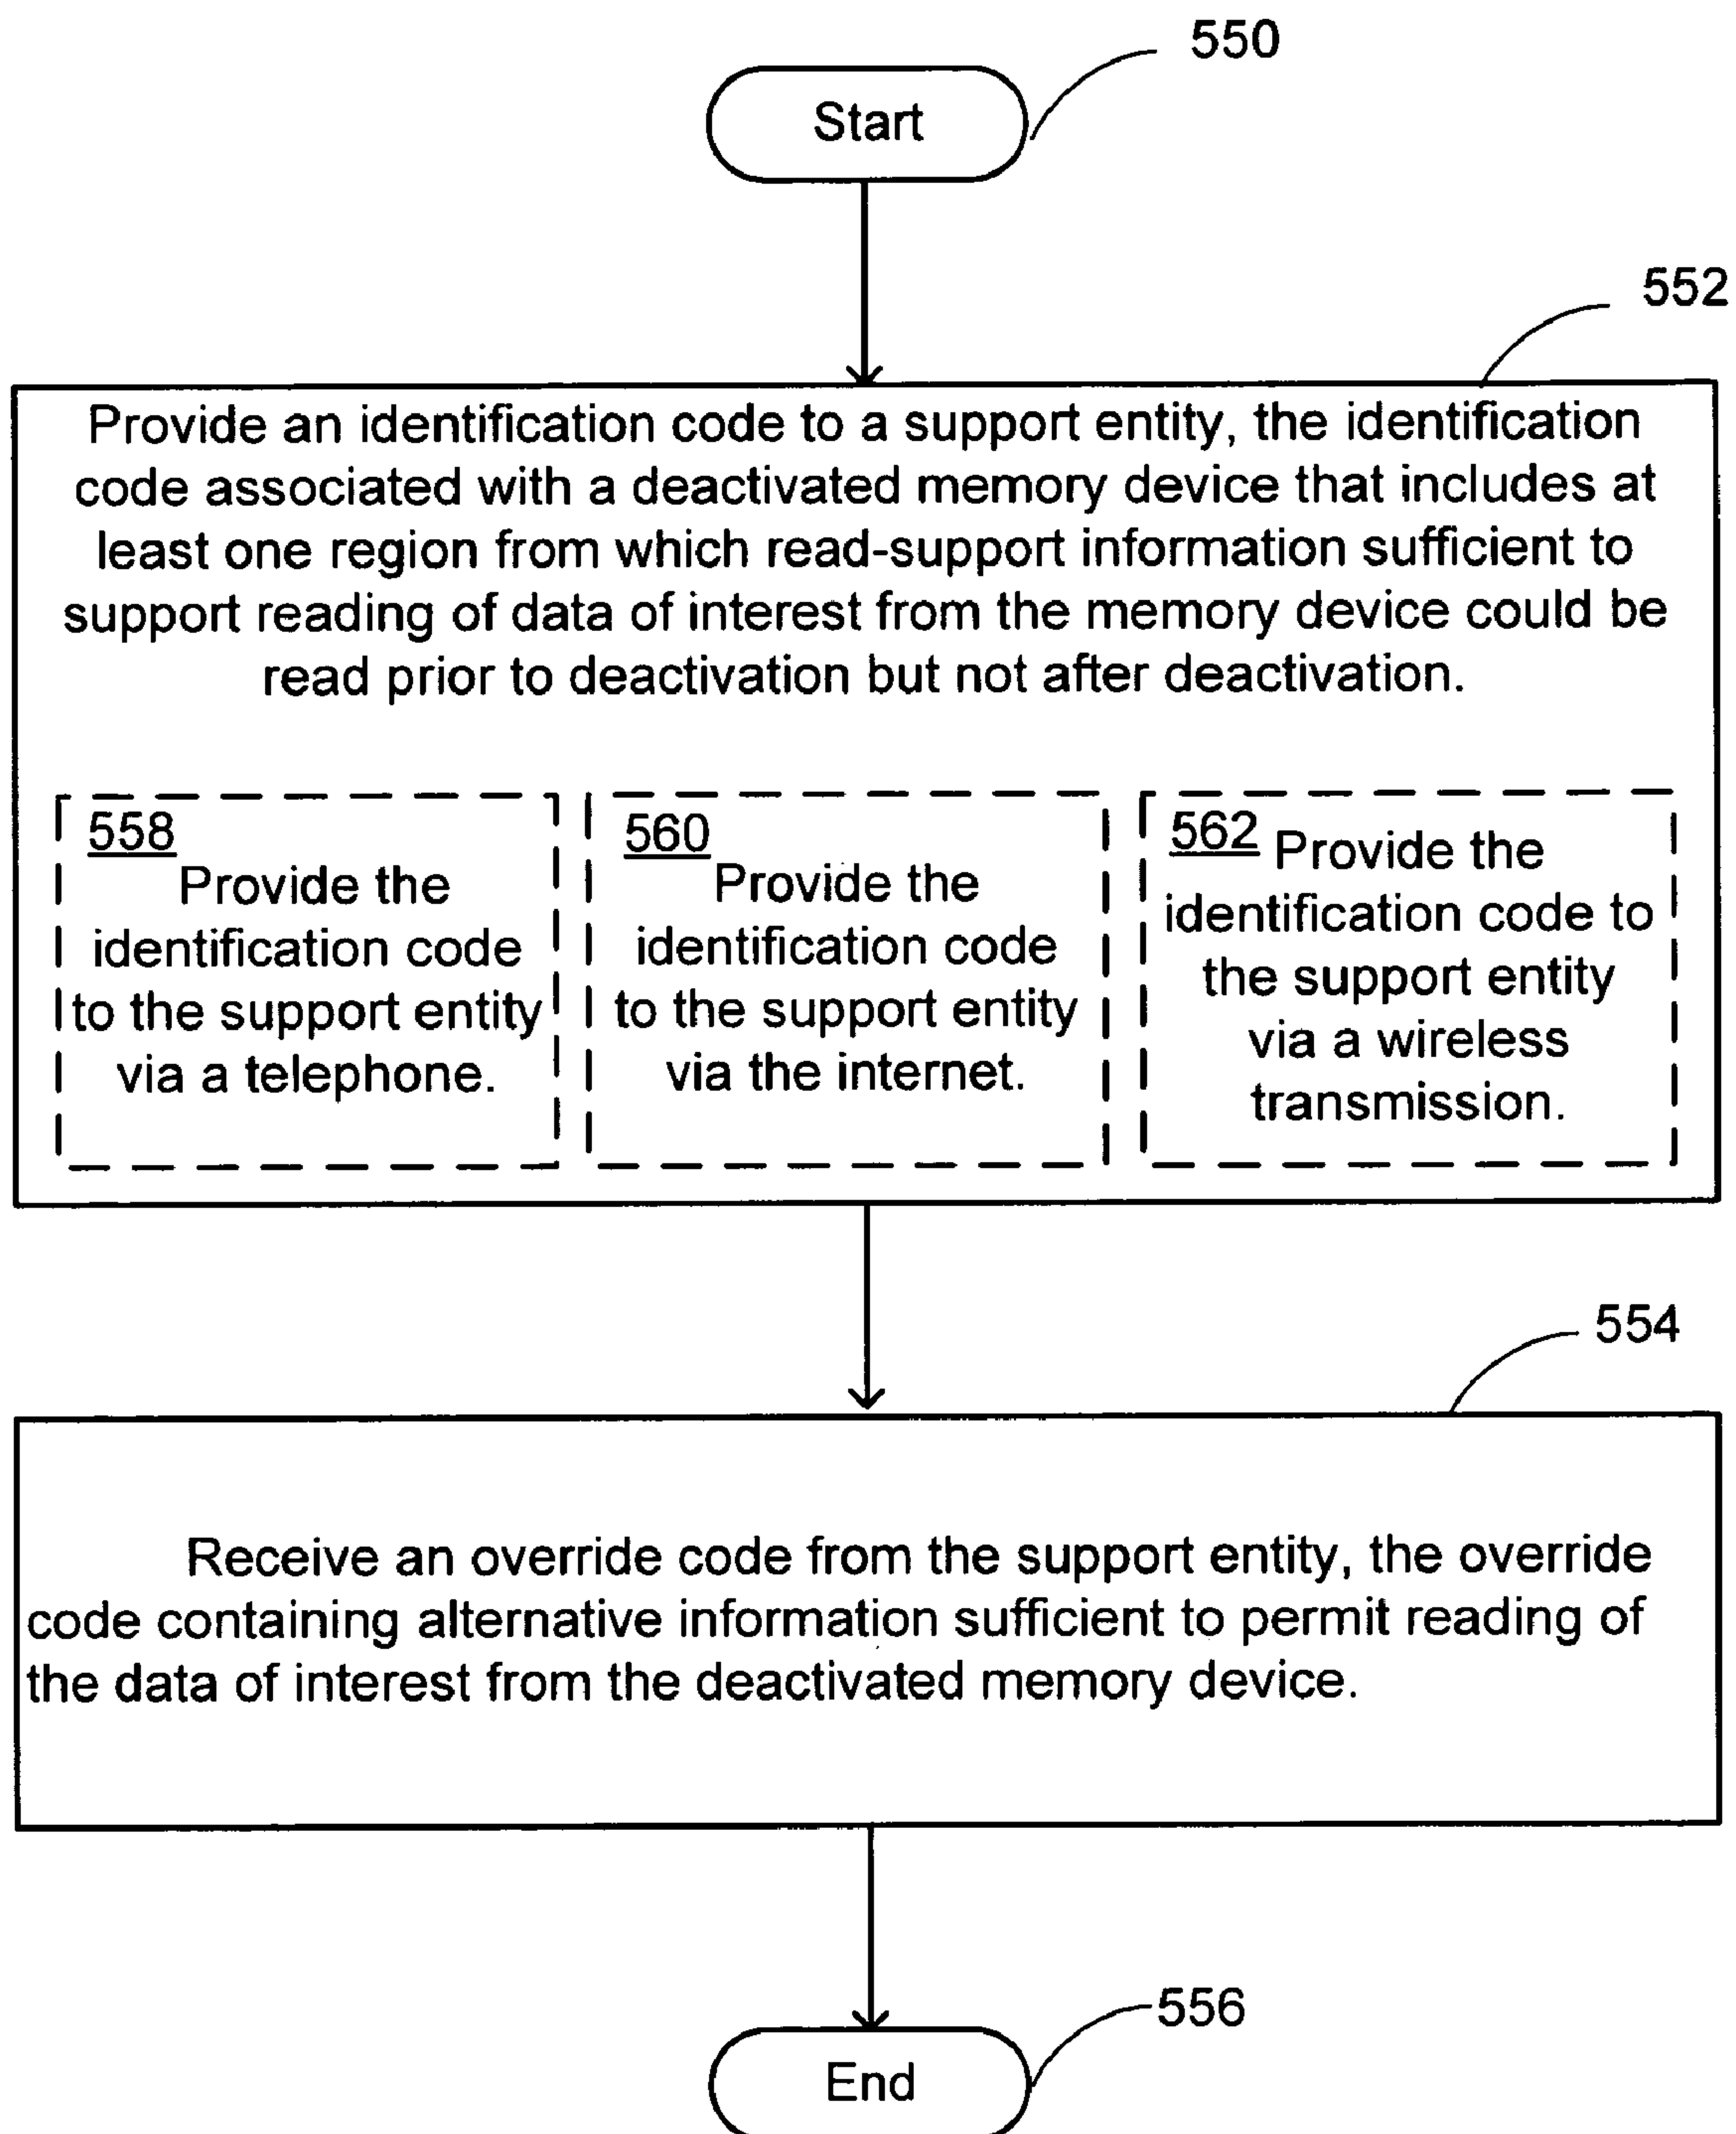 550
Start
552
Provide an identification code to a support entity, the identification
code associated with a deactivated memory device that includes at
least one region from which read-support information sufficient to
support reading of data of interest from the memory device could be
read prior to deactivation but not after deactivation.
558
Provide the
identification code
to the support entity
via a telephone.
560
Provide the
identification code
to the support entity
via the internet.
562 Provide the
identification code to
the support entity
via a wireless
transmission.
554
Receive an override code from the support entity, the override
code containing alternative information sufficient to permit reading of
the data of interest from the deactivated memory device.
556
End